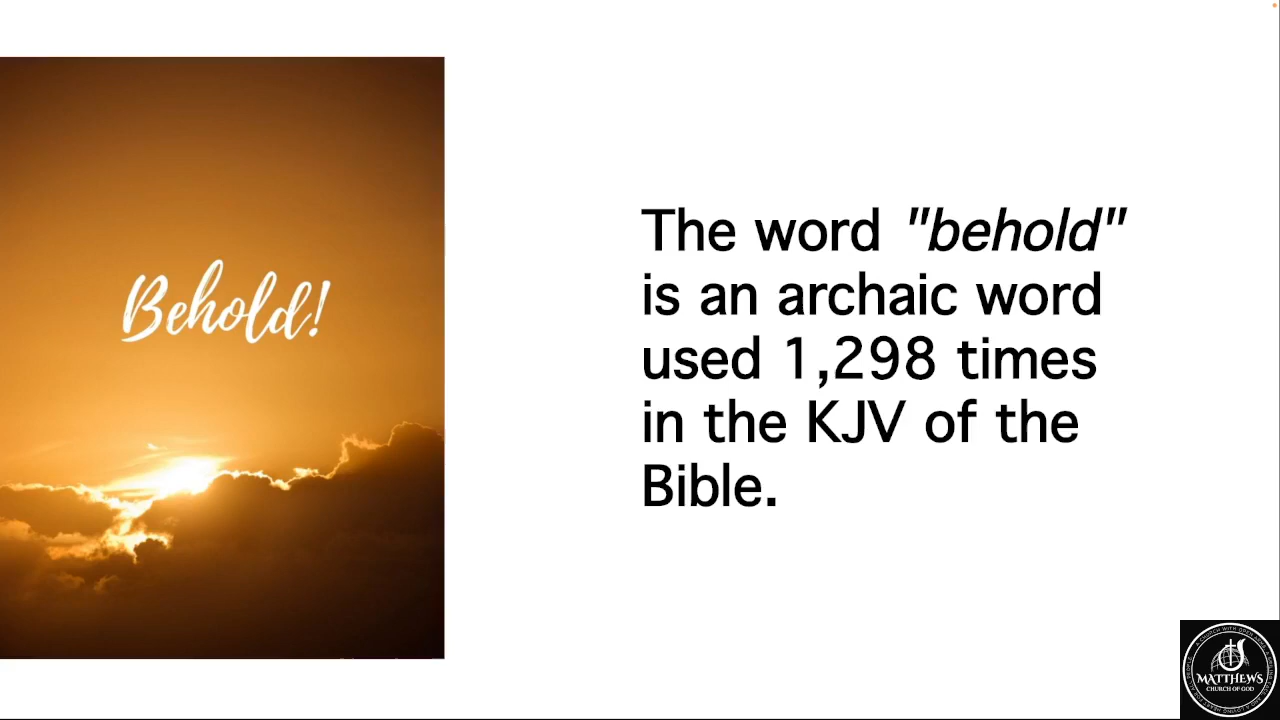 Behold!
The word "behold"
is an archaic word
used 1,298 times
in the KJV of the
Bible.
MATTHEWS
CHURCH OF GOD